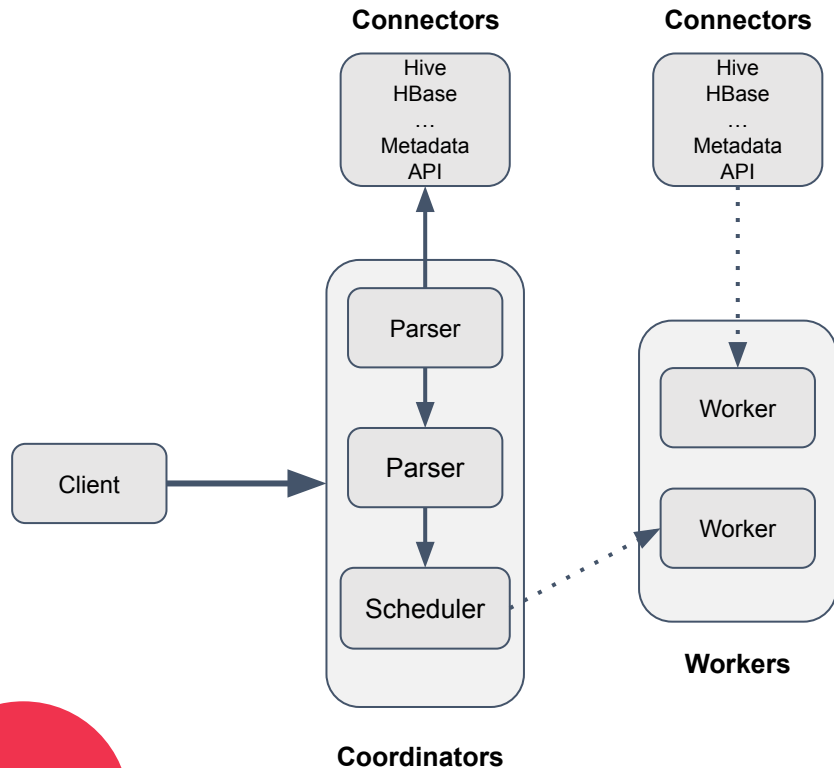 Connectors
Hive
HBase
…
Metadata
API
Connectors
Hive
HBase
…
Metadata
API
Parser
Parser
Scheduler
Client
Worker
Worker
Workers
Coordinators